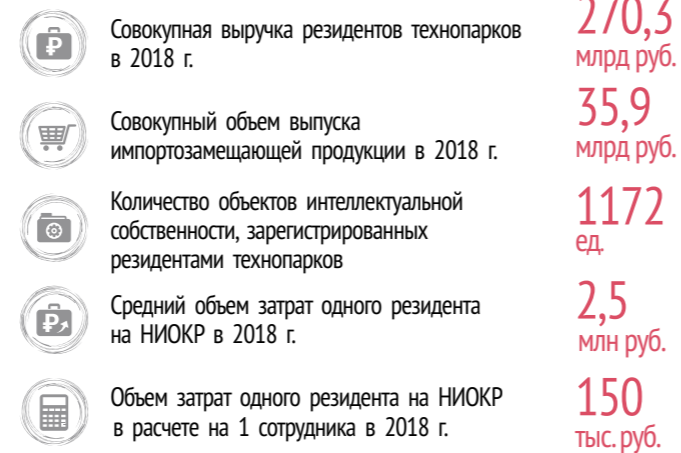 Совокупная выручка резидентов технопарков
в 2018 г.
270,3
млрд руб.
Совокупный объем выпуска
импортозамещающей продукции в 2018 г.
35,9
млрд руб.
Количество объектов интеллектуальной
собственности, зарегистрированных
резидентами технопарков
1172
ед.
Средний объем затрат одного резидента
на НИОКР в 2018 г.
2,5
млн руб.
Объем затрат одного резидента на НИОКР
в расчете на 1 сотрудника в 2018 г.
150
тыс. руб.